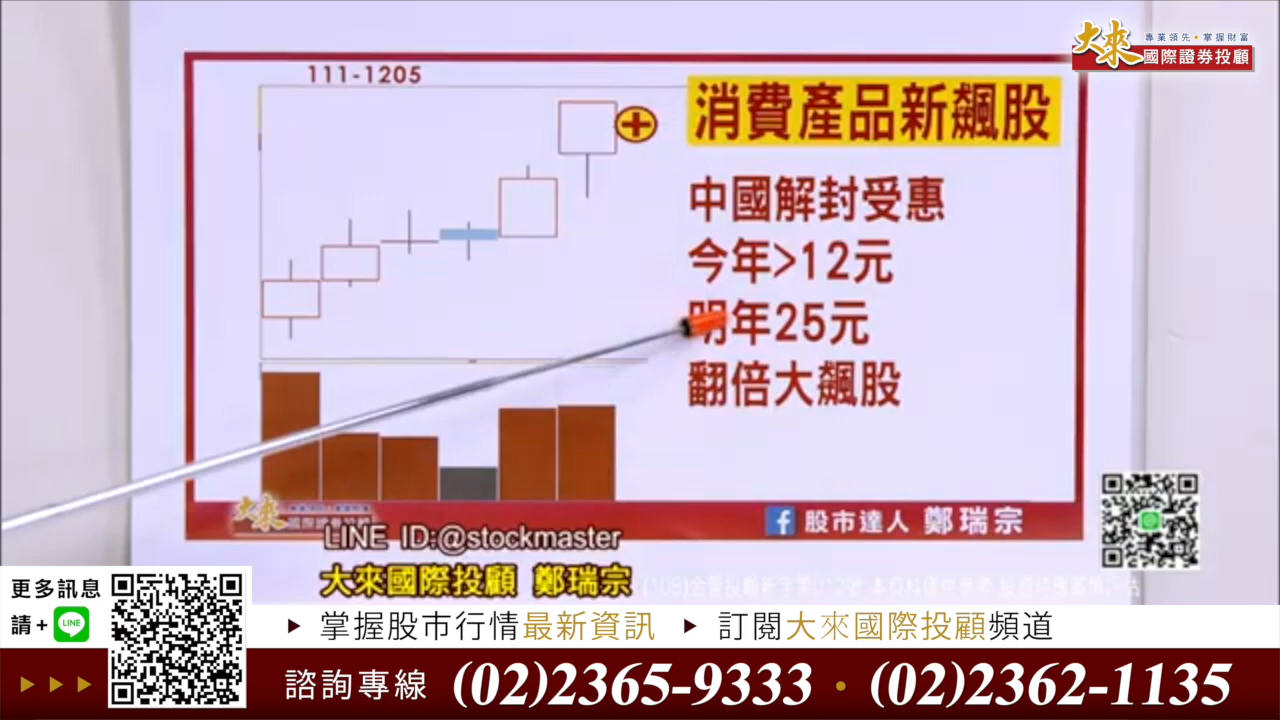 大來
專業領先•掌握財富
國際證券投顧
111-1205
消費產品新飆股
中國解封受惠
今年>12元
明年25元
翻倍大飆股
大來
f 股市達人 鄭瑞宗
LINE ID:@stockmaster
大來國際投顧 鄭瑞宗
更多訊息
請+ LINE
掌握股市行情最新資訊 訂閱大來國際投顧頻道
諮詢專線 (02)2365-9333 • (02)2362-1135